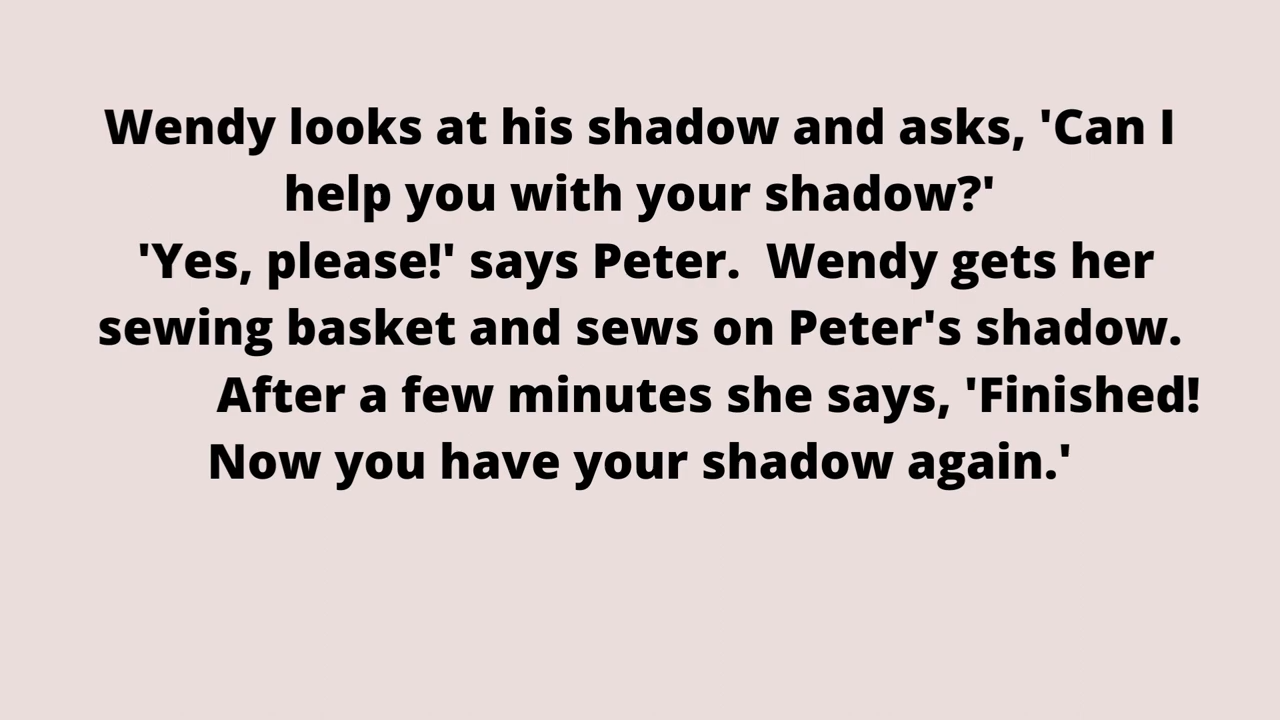 Wendy looks at his shadow and asks, 'Can I
help you with your shadow?'
'Yes, please!' says Peter.  Wendy gets her
sewing basket and sews on Peter's shadow.
After a few minutes she says, 'Finished!
Now you have your shadow again.'